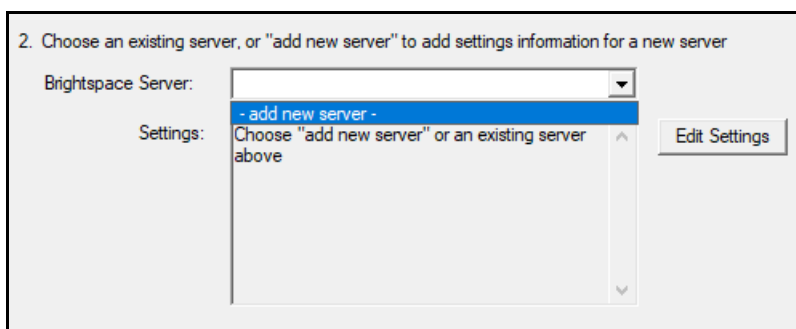 2. Choose an existing server, or "add new server" to add settings information for a new server
Brightspace Server:
- add new server -
Settings:
Choose "add new server" or an existing server
above
Edit Settings